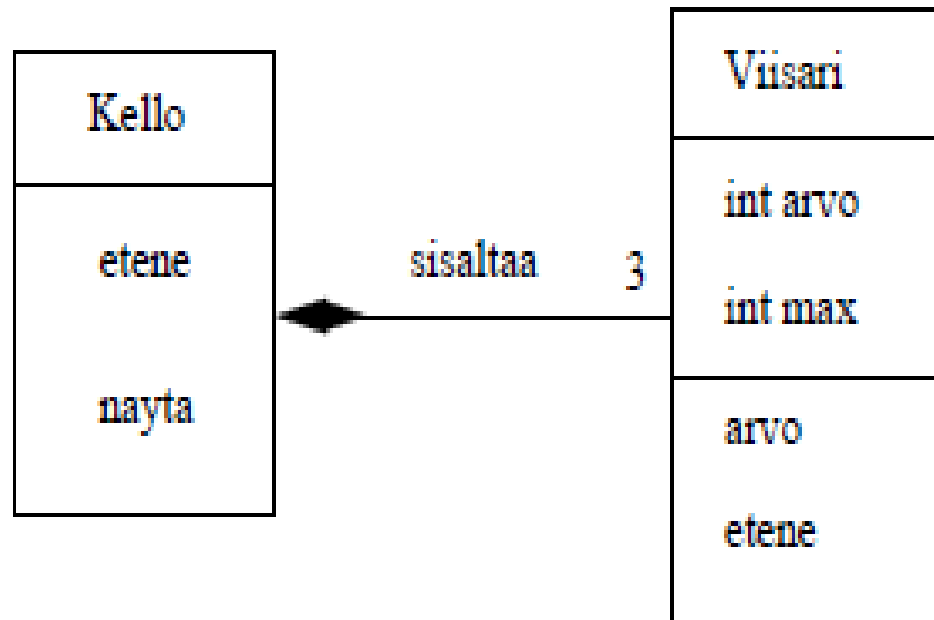 Kello
etene
nayta
sisaltaa
3
Viisari
int arvo
int max
arvo
etene